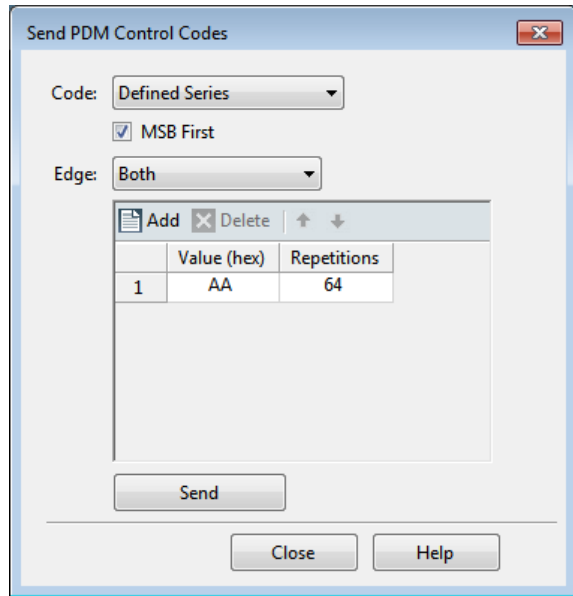 Send PDM Control Codes
Code: Defined Series
MSB First
Edge: Both
Add Delete
Value (hex) Repetitions
1 AA 64
Send
Close Help